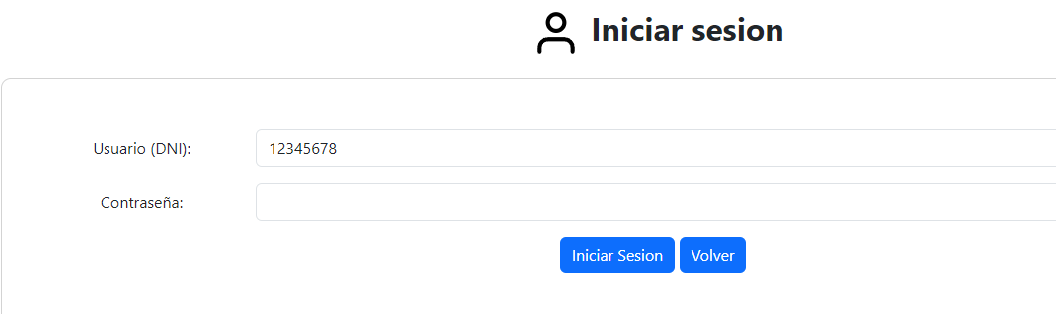 Iniciar sesion
Usuario (DNI): 12345678
Contraseña:
Iniciar Sesion Volver